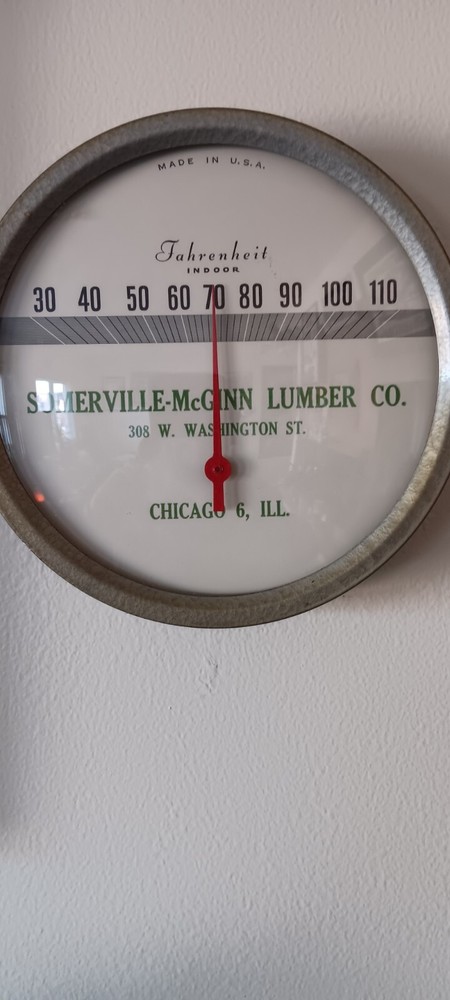 MADE IN U.S.A.
Fahrenheit
INDOOR
30 40 50 60 70 80 90 100 110
SOMERVILLE-McGINN LUMBER CO.
308 W. WASHINGTON ST.
CHICAGO 6, ILL.